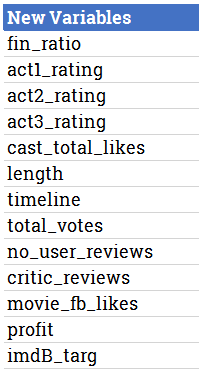 New Variables
fin_ratio
act1_rating
act2_rating
act3_rating
cast_total_likes
length
timeline
total_votes
no_user_reviews
critic_reviews
movie_fb_likes
profit
imdB_targ